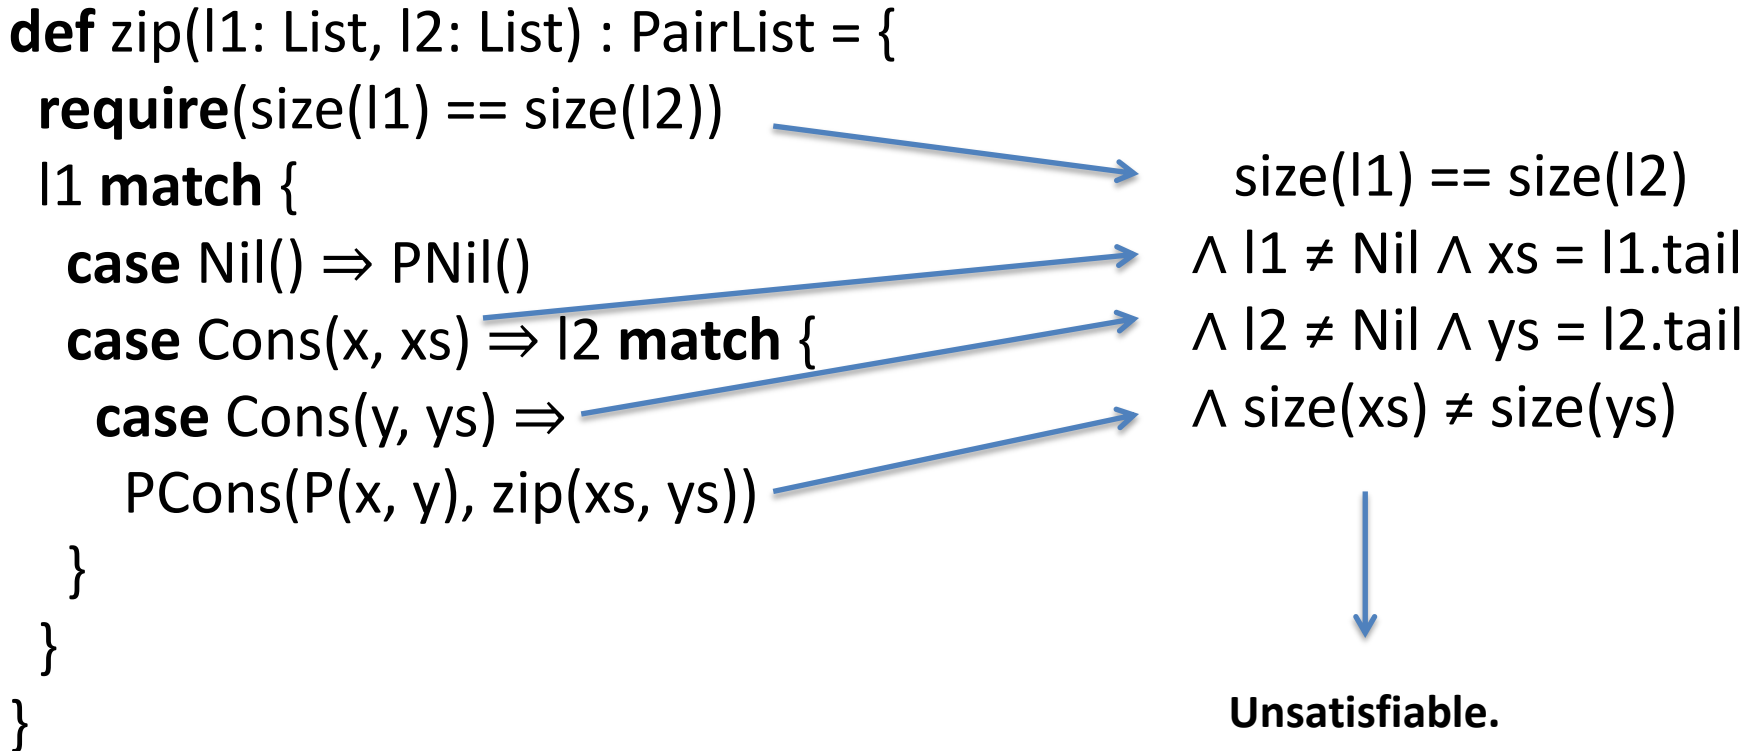 def zip(l1: List, l2: List) : PairList = {
require(size(l1) == size(l2))
l1 match {
case Nil() ⇒ PNil()
case Cons(x, xs) ⇒ l2 match {
case Cons(y, ys) ⇒
PCons(P(x, y), zip(xs, ys))
}
}
}
size(l1) == size(l2)
∧ l1 ≠ Nil ∧ xs = l1.tail
∧ l2 ≠ Nil ∧ ys = l2.tail
∧ size(xs) ≠ size(ys)
Unsatisfiable.